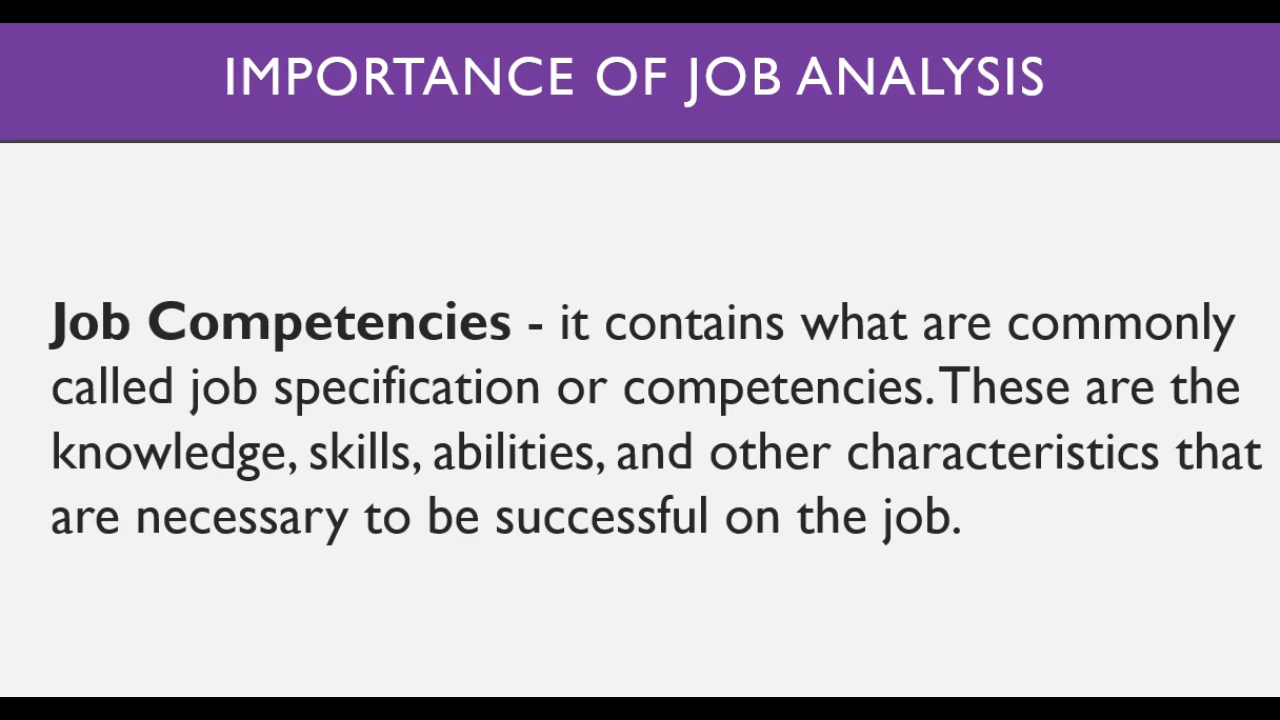 IMPORTANCE OF JOB ANALYSIS
Job Competencies - it contains what are commonly
called job specification or competencies. These are the
knowledge, skills, abilities, and other characteristics that
are necessary to be successful on the job.